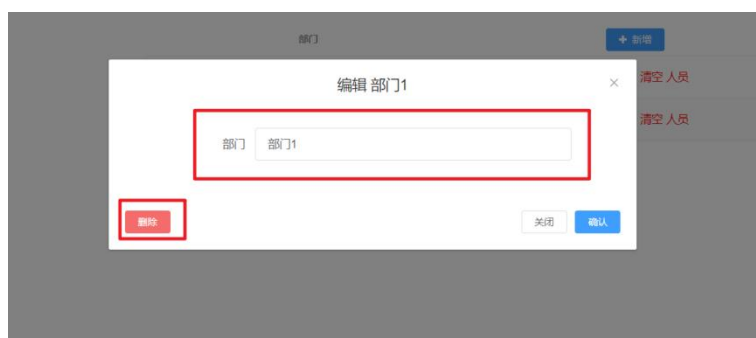 部门
+ 新增
编辑 部门1
×
清空 人员
清空 人员
部门 部门1
删除 关闭 确认